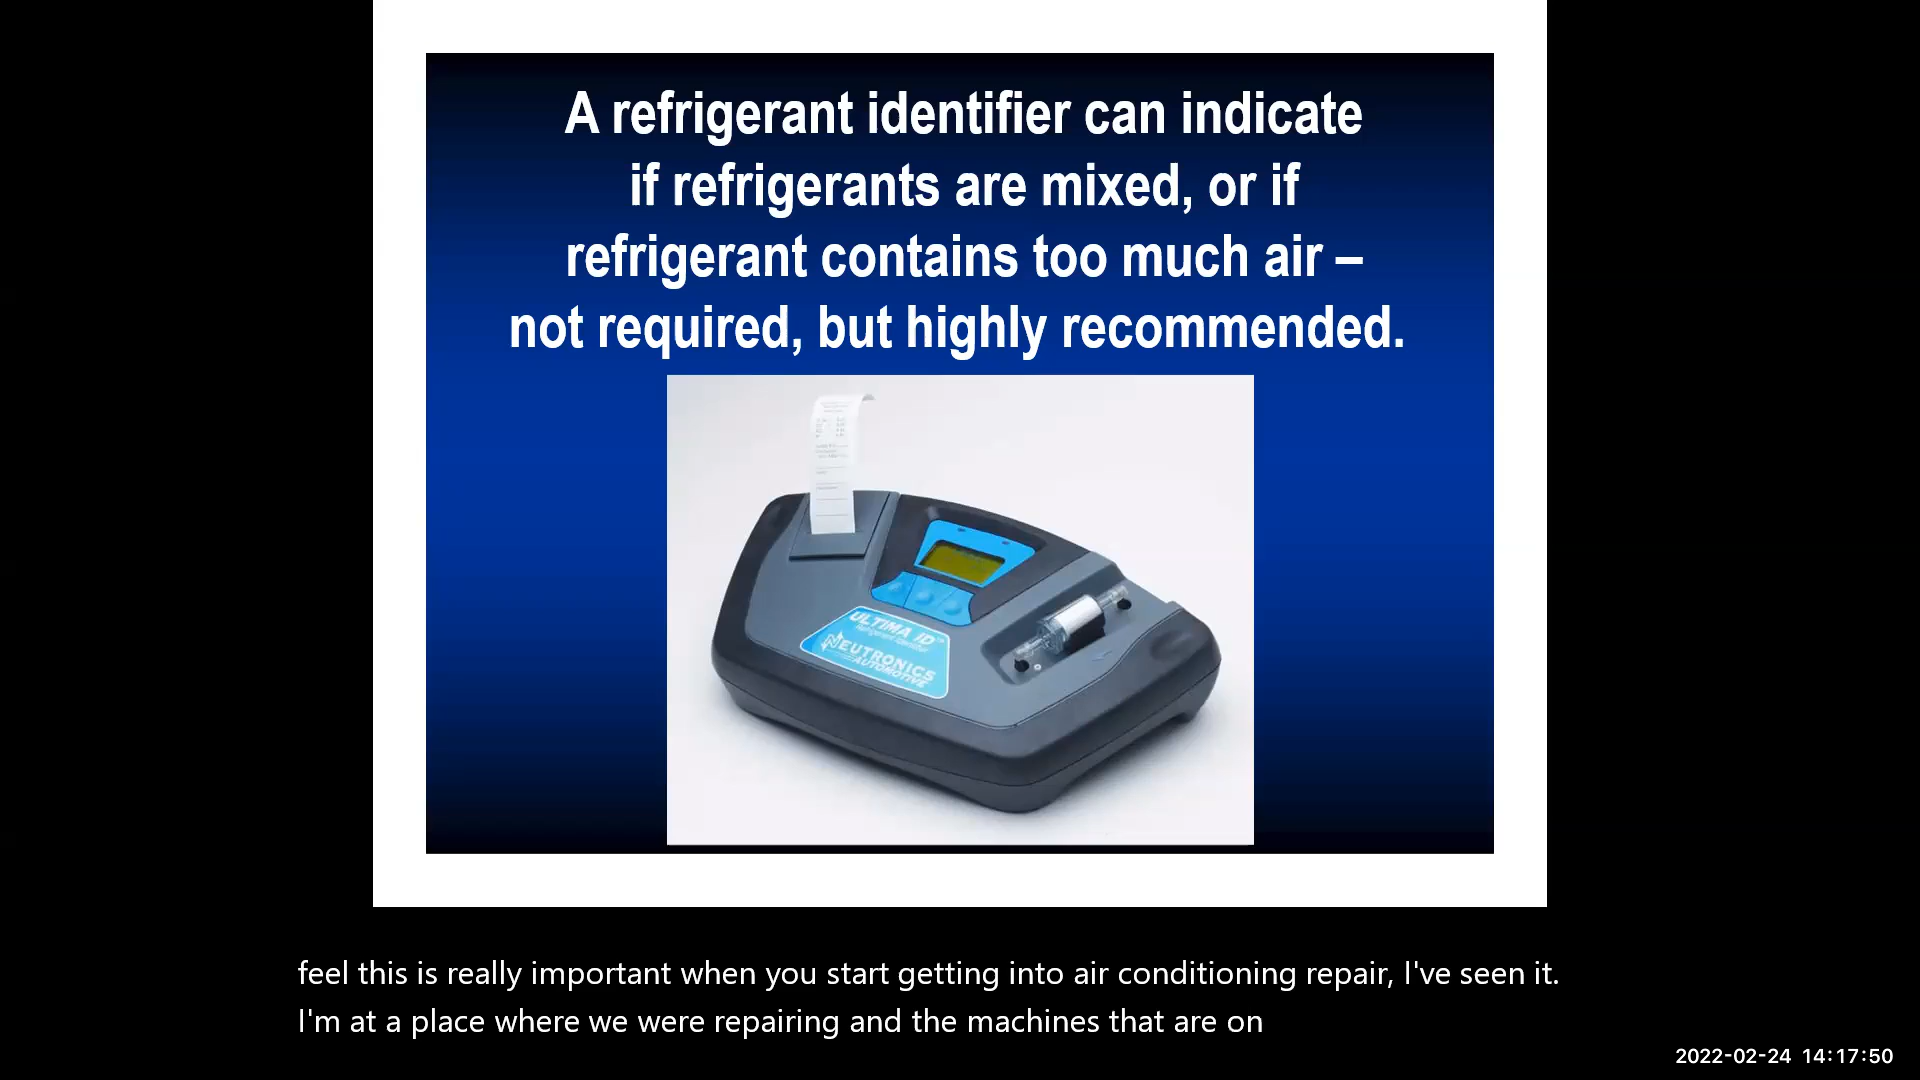 A refrigerant identifier can indicate
if refrigerants are mixed, or if
refrigerant contains too much air –
not required, but highly recommended.
ULTIMA ID
Refrigerant Identifier
NEUTRONICS
AUTOMOTIVE
feel this is really important when you start getting into air conditioning repair, I've seen it.
I'm at a place where we were repairing and the machines that are on
2022-02-24 14:17:50